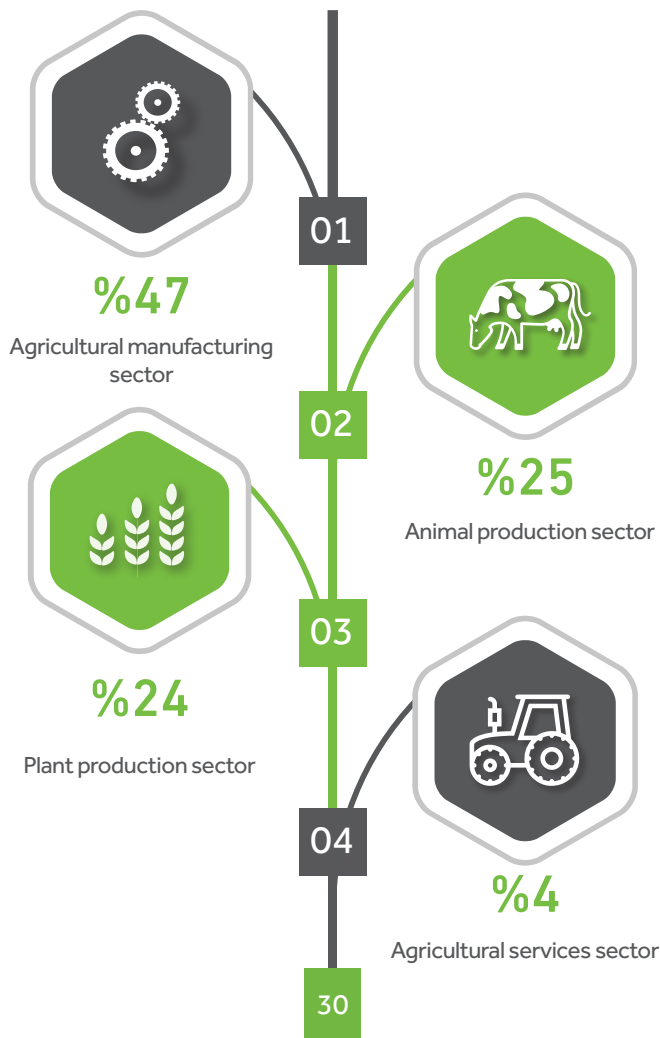 01
%47
Agricultural manufacturing
sector
02
%25
Animal production sector
03
%24
Plant production sector
04
%4
Agricultural services sector
30